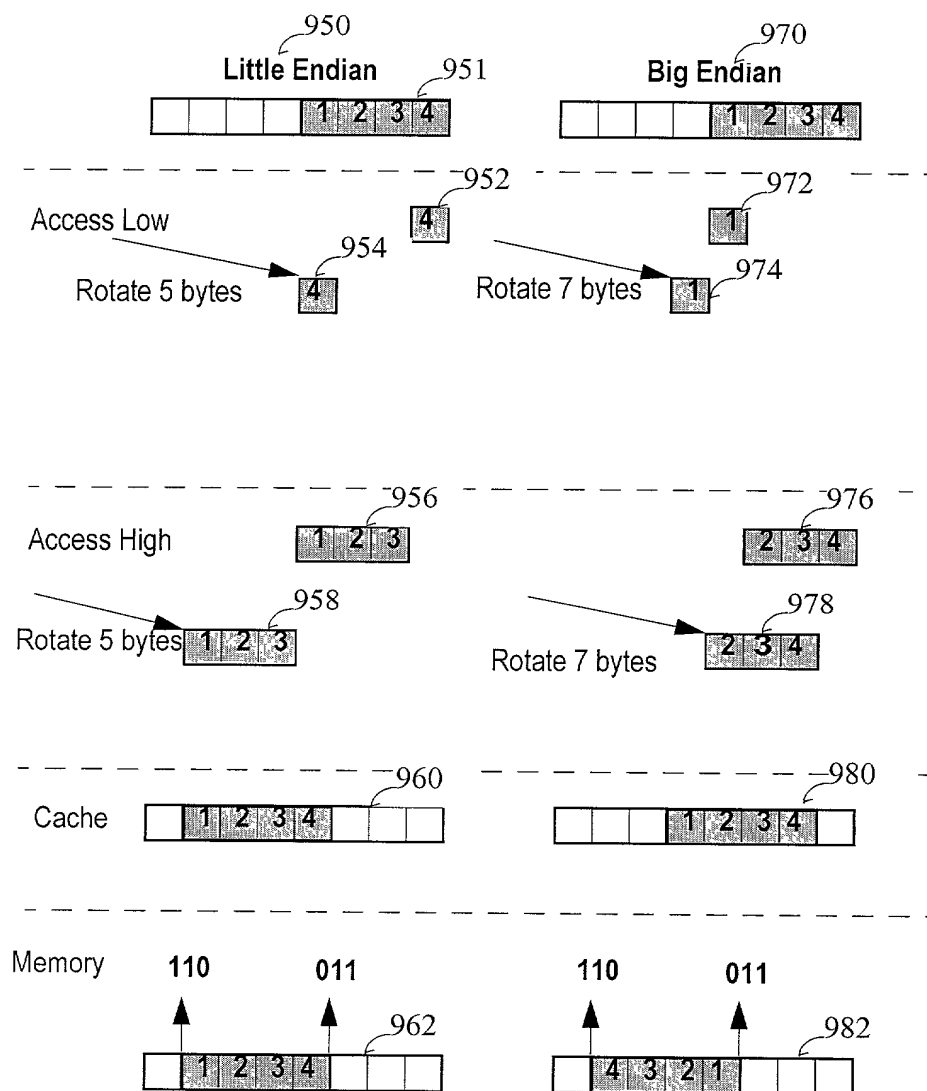 950
970
Little Endian
951
Big Endian
1 2 3 4
1 2 3 4
952
972
Access Low
4
1
954
974
Rotate 5 bytes
4
Rotate 7 bytes
1
956
976
Access High
1 2 3
2 3 4
958
978
Rotate 5 bytes
1 2 3
Rotate 7 bytes
2 3 4
960
980
Cache
1 2 3 4
1 2 3 4
Memory
110
011
110
011
962
982
1 2 3 4
4 3 2 1